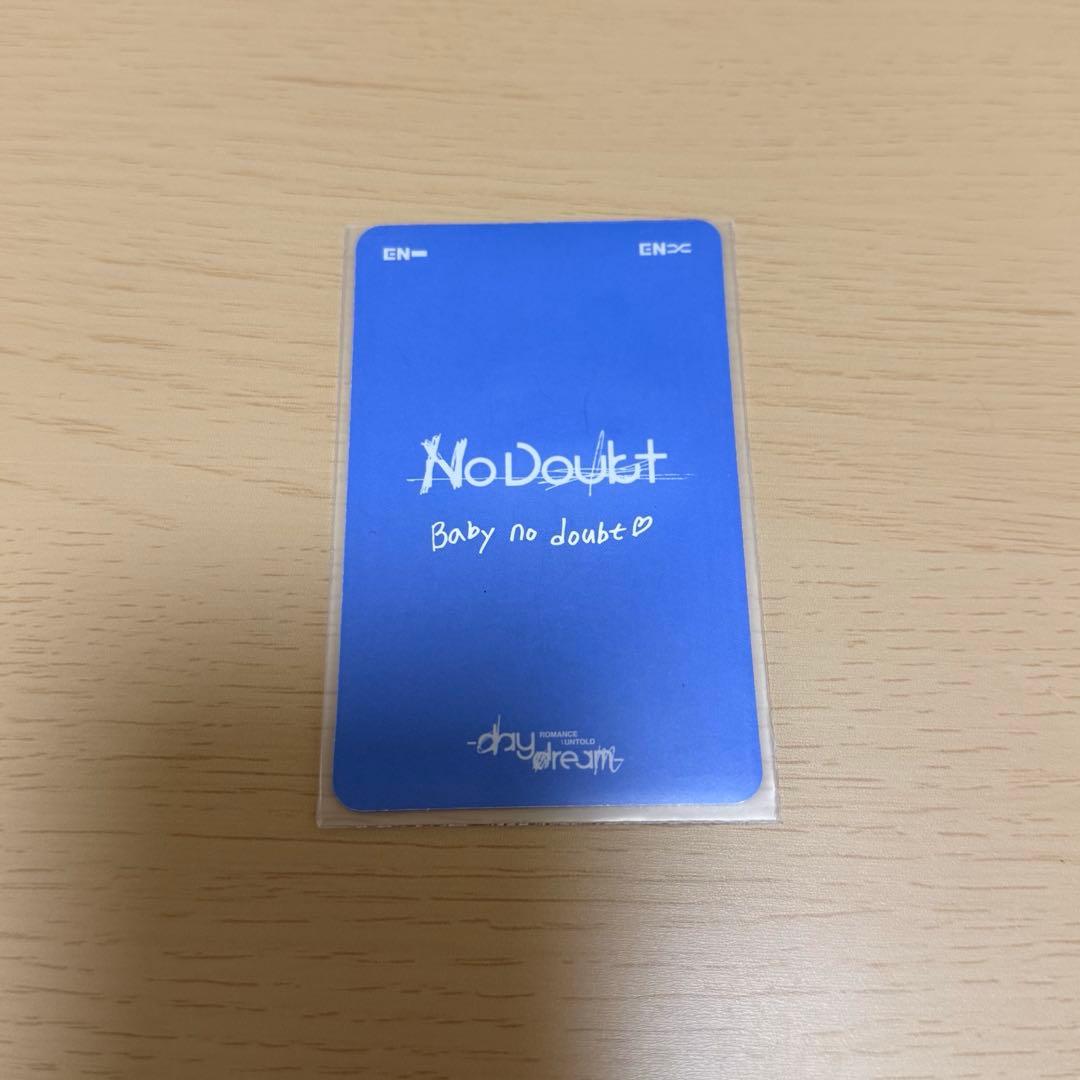 EN- EN
No Doubt
Baby no doubt♡
ROMANCE
: UNTOLD
-daydream-